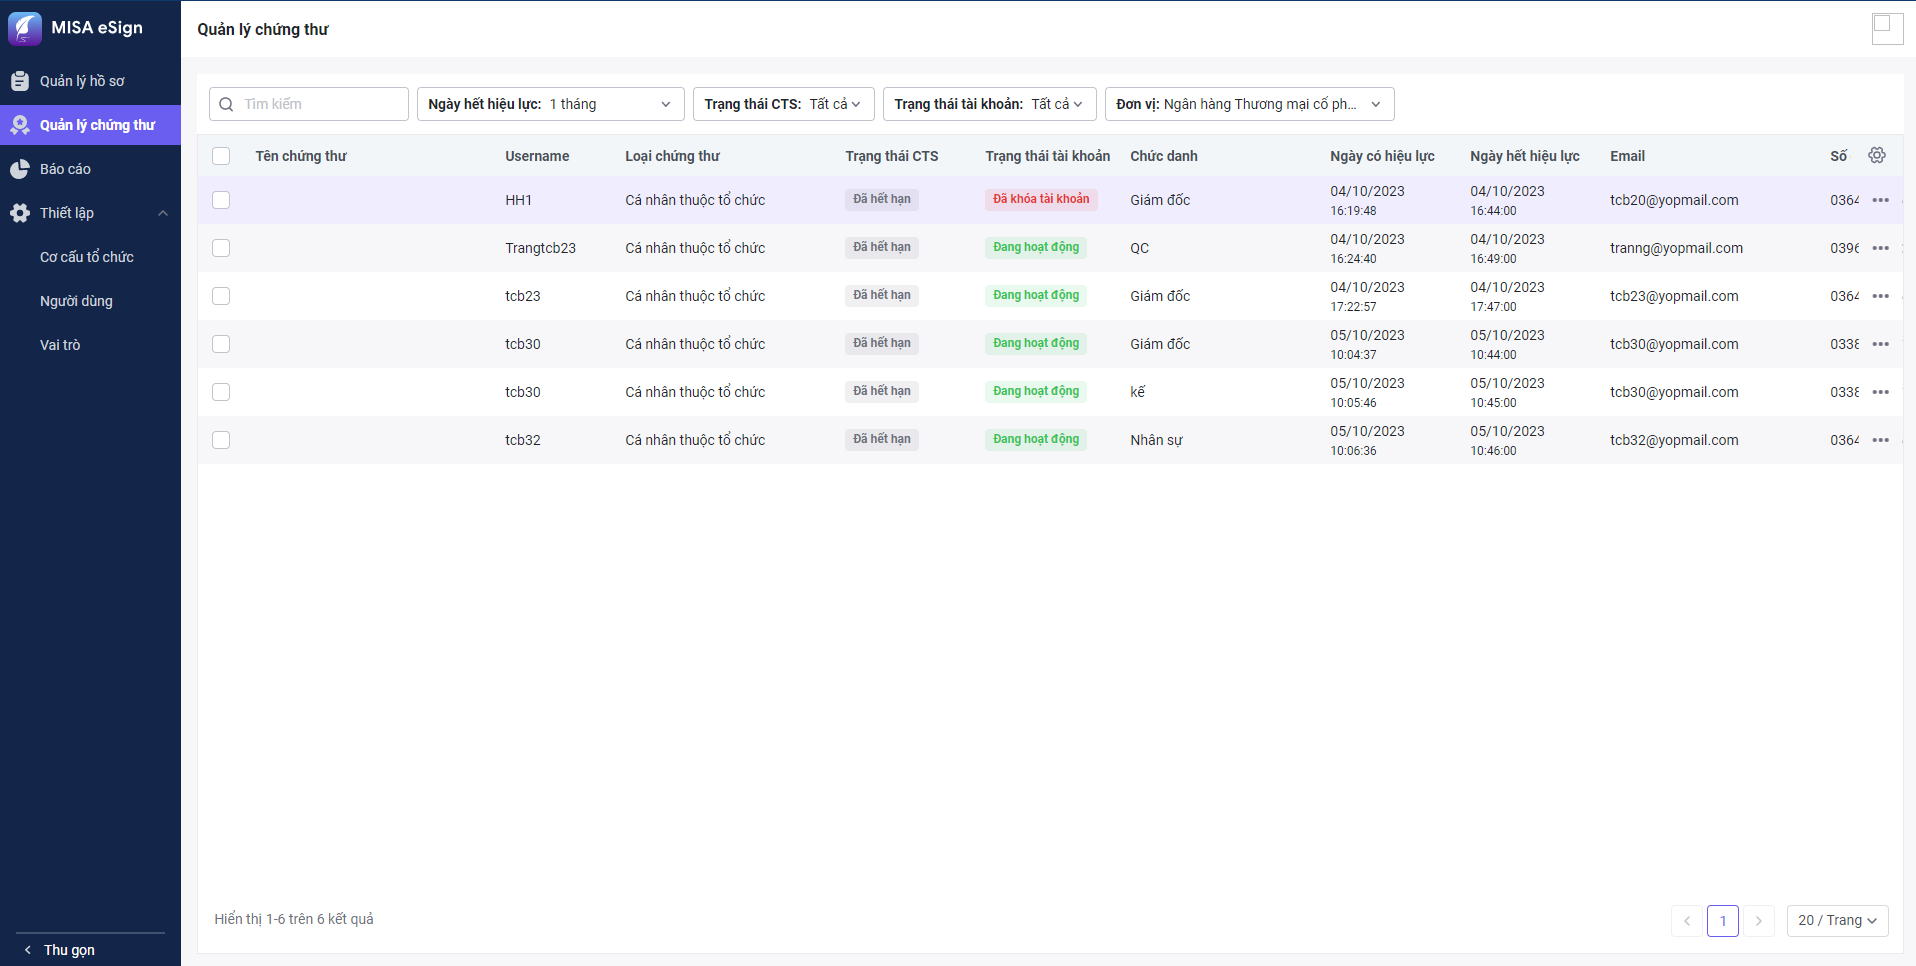 MISA eSign
Quản lý hồ sơ
Quản lý chứng thư
Báo cáo
Thiết lập
Cơ cấu tổ chức
Người dùng
Vai trò
Thu gọn
Quản lý chứng thư
Tìm kiếm
Ngày hết hiệu lực: 1 tháng
Trạng thái CTS: Tất cả
Trạng thái tài khoản: Tất cả
Đơn vị: Ngân hàng Thương mại cổ ph...
Tên chứng thư Username Loại chứng thư Trạng thái CTS Trạng thái tài khoản Chức danh Ngày có hiệu lực Ngày hết hiệu lực Email Số
HH1 Cá nhân thuộc tổ chức Đã hết hạn Đã khóa tài khoản Giám đốc 04/10/2023 04/10/2023 tcb20@yopmail.com 0364
16:19:48 16:44:00
Trangtcb23 Cá nhân thuộc tổ chức Đã hết hạn Đang hoạt động QC 04/10/2023 04/10/2023 tranng@yopmail.com 0396
16:24:40 16:49:00
tcb23 Cá nhân thuộc tổ chức Đã hết hạn Đang hoạt động Giám đốc 04/10/2023 04/10/2023 tcb23@yopmail.com 0364
17:22:57 17:47:00
tcb30 Cá nhân thuộc tổ chức Đã hết hạn Đang hoạt động Giám đốc 05/10/2023 05/10/2023 tcb30@yopmail.com 0338
10:04:37 10:44:00
tcb30 Cá nhân thuộc tổ chức Đã hết hạn Đang hoạt động kế 05/10/2023 05/10/2023 tcb30@yopmail.com 0338
10:05:46 10:45:00
tcb32 Cá nhân thuộc tổ chức Đã hết hạn Đang hoạt động Nhân sự 05/10/2023 05/10/2023 tcb32@yopmail.com 0364
10:06:36 10:46:00
Hiển thị 1-6 trên 6 kết quả
1
20 / Trang